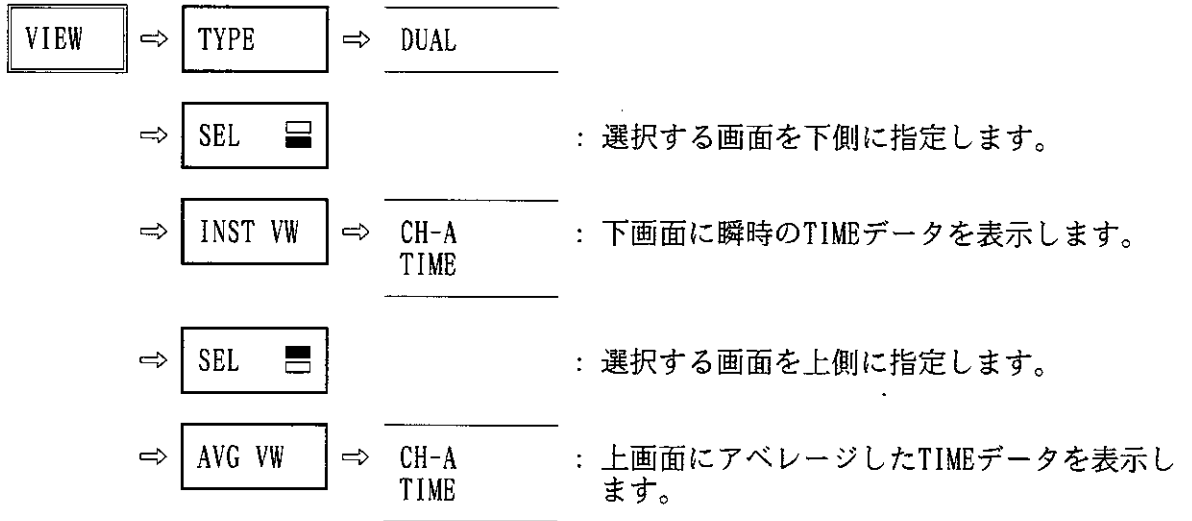 VIEW ⇨ TYPE ⇨ DUAL
⇨ SEL : 選択する画面を下側に指定します。
⇨ INST VW ⇨ CH-A : 下画面に瞬時のTIMEデータを表示します。
TIME
⇨ SEL : 選択する画面を上側に指定します。
⇨ AVG VW ⇨ CH-A : 上画面にアベレージしたTIMEデータを表示し
TIME ます。